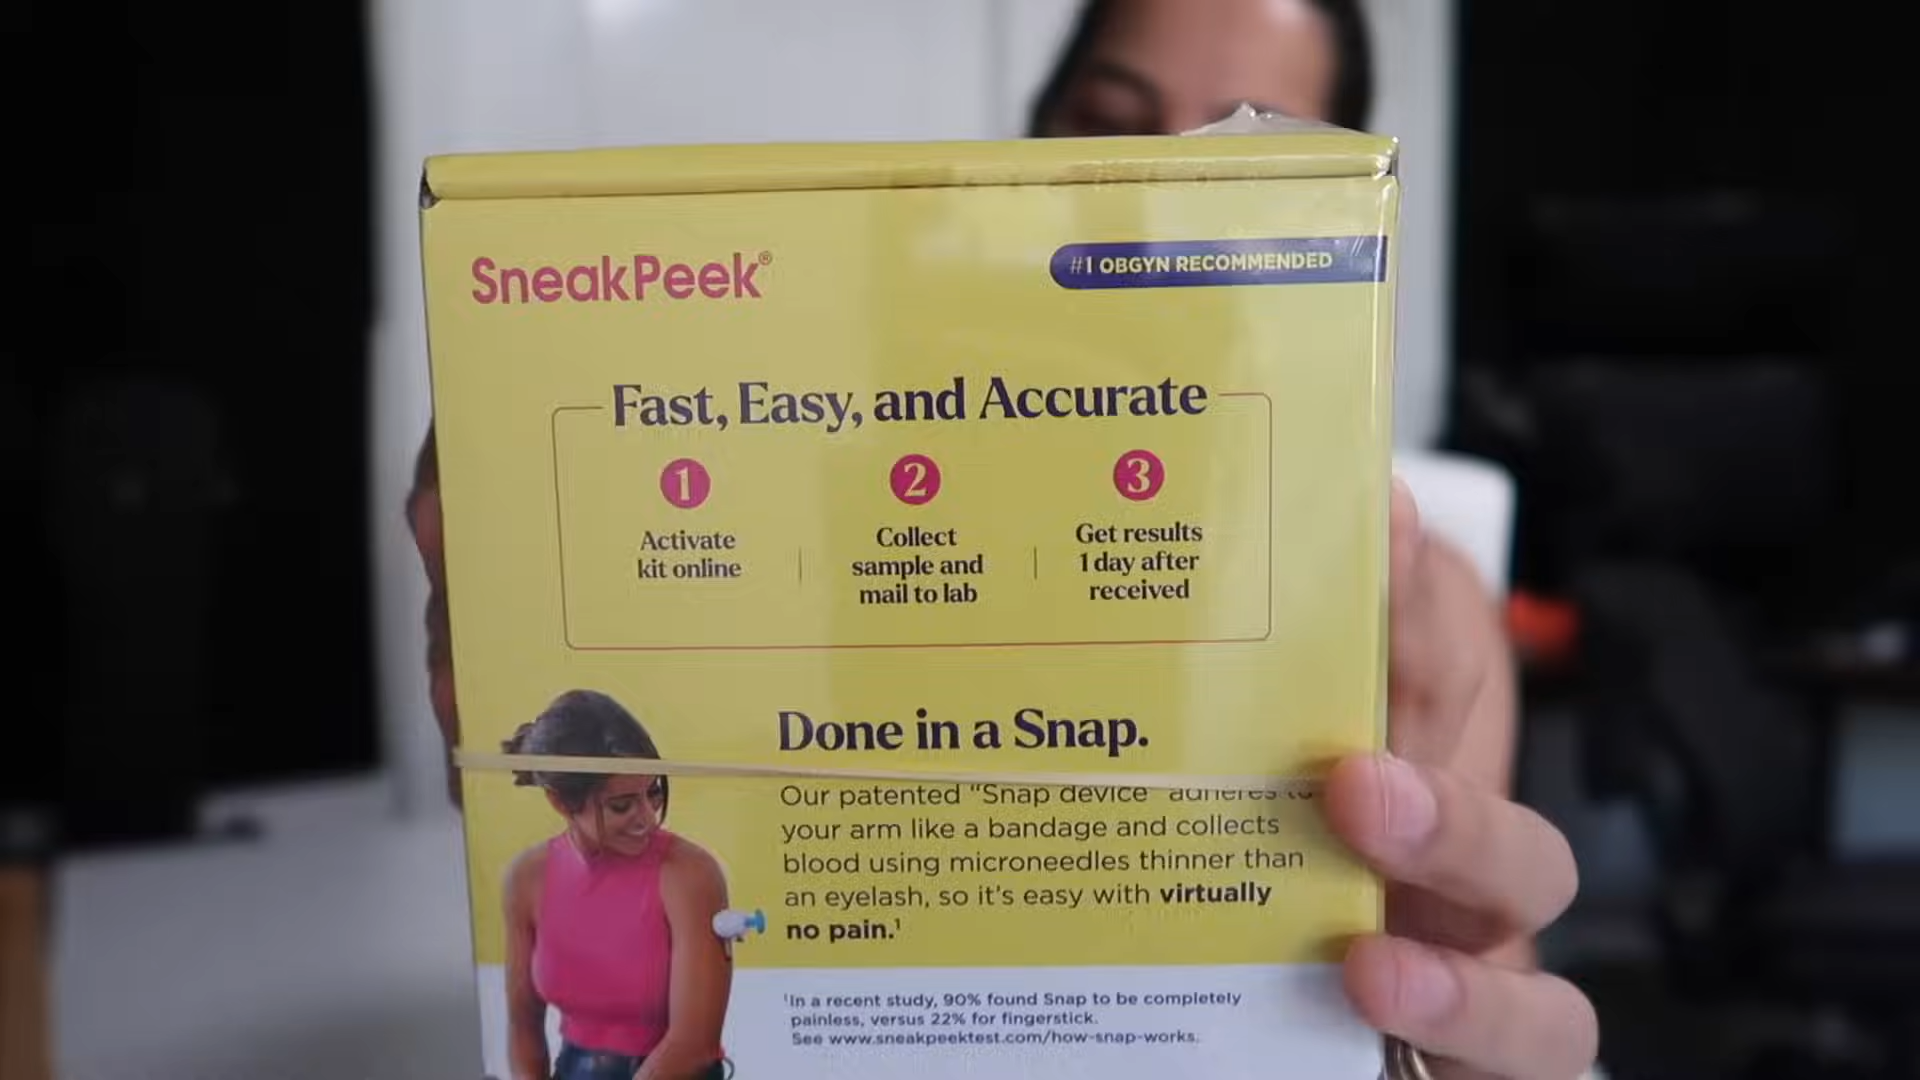 SneakPeek®
#1 OBGYN RECOMMENDED
Fast, Easy, and Accurate
1
Activate
kit online
2
Collect
sample and
mail to lab
3
Get results
1 day after
received
Done in a Snap.
Our patented "Snap device" adheres to
your arm like a bandage and collects
blood using microneedles thinner than
an eyelash, so it's easy with virtually
no pain.¹
¹In a recent study, 90% found Snap to be completely
painless, versus 22% for fingerstick.
See www.sneakpeektest.com/how-snap-works.